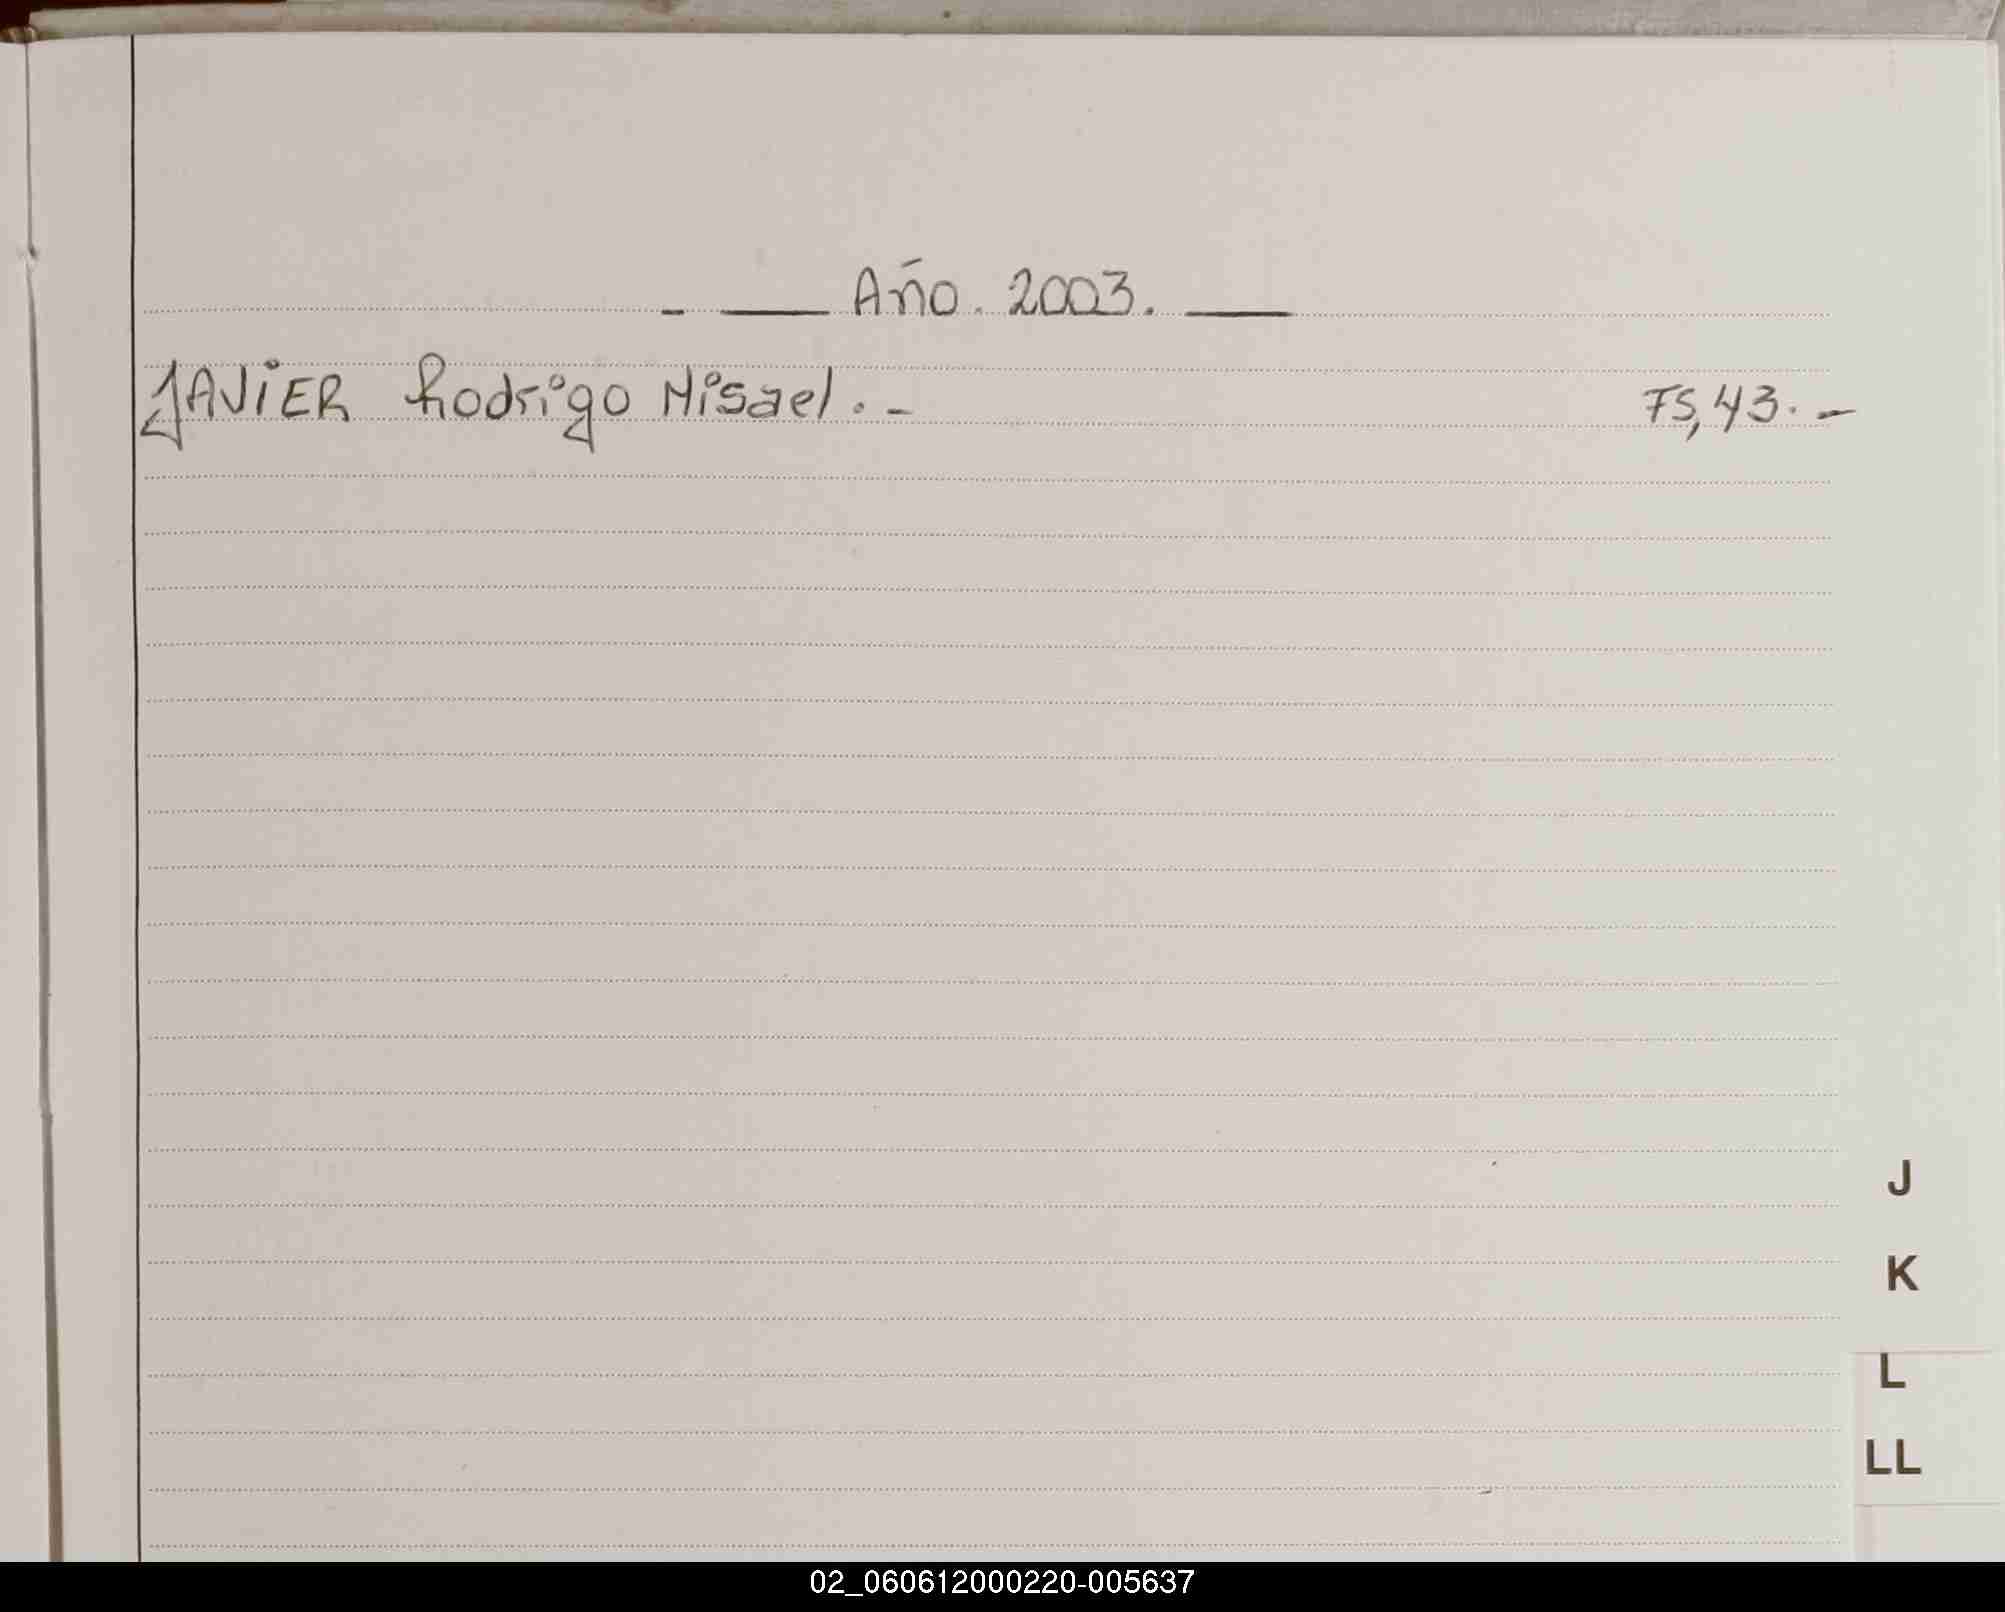 - —— Año. 2003. ——
JAVIER Rodrigo Misael. - FS, 43. -
J
K
L
LL
02_060612000220-005637